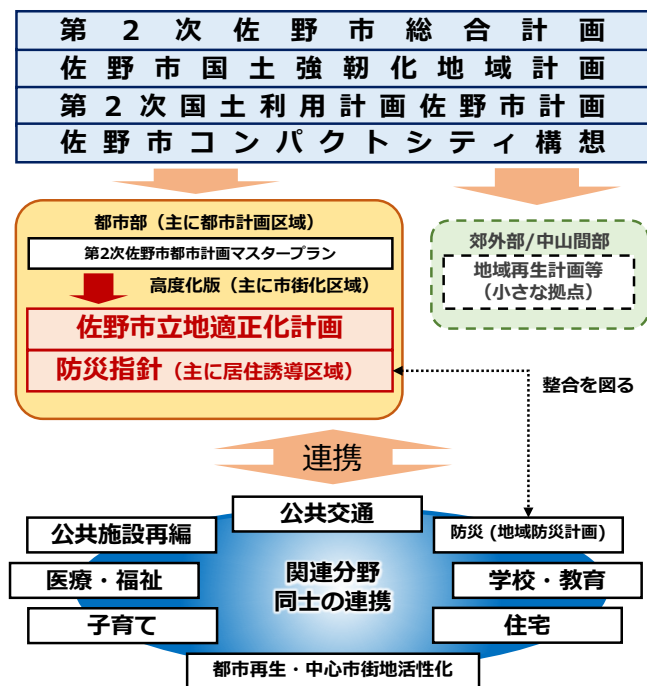 第2次佐野市総合計画
佐野市国土強靭化地域計画
第2次国土利用計画佐野市計画
佐野市コンパクトシティ構想
都市部（主に都市計画区域）
第2次佐野市都市計画マスタープラン
高度化版（主に市街化区域）
佐野市立地適正化計画
防災指針（主に居住誘導区域）
郊外部/中山間部
地域再生計画等
（小さな拠点）
整合を図る
連携
公共交通
公共施設再編
防災 (地域防災計画)
医療・福祉
関連分野
同士の連携
学校・教育
子育て
住宅
都市再生・中心市街地活性化